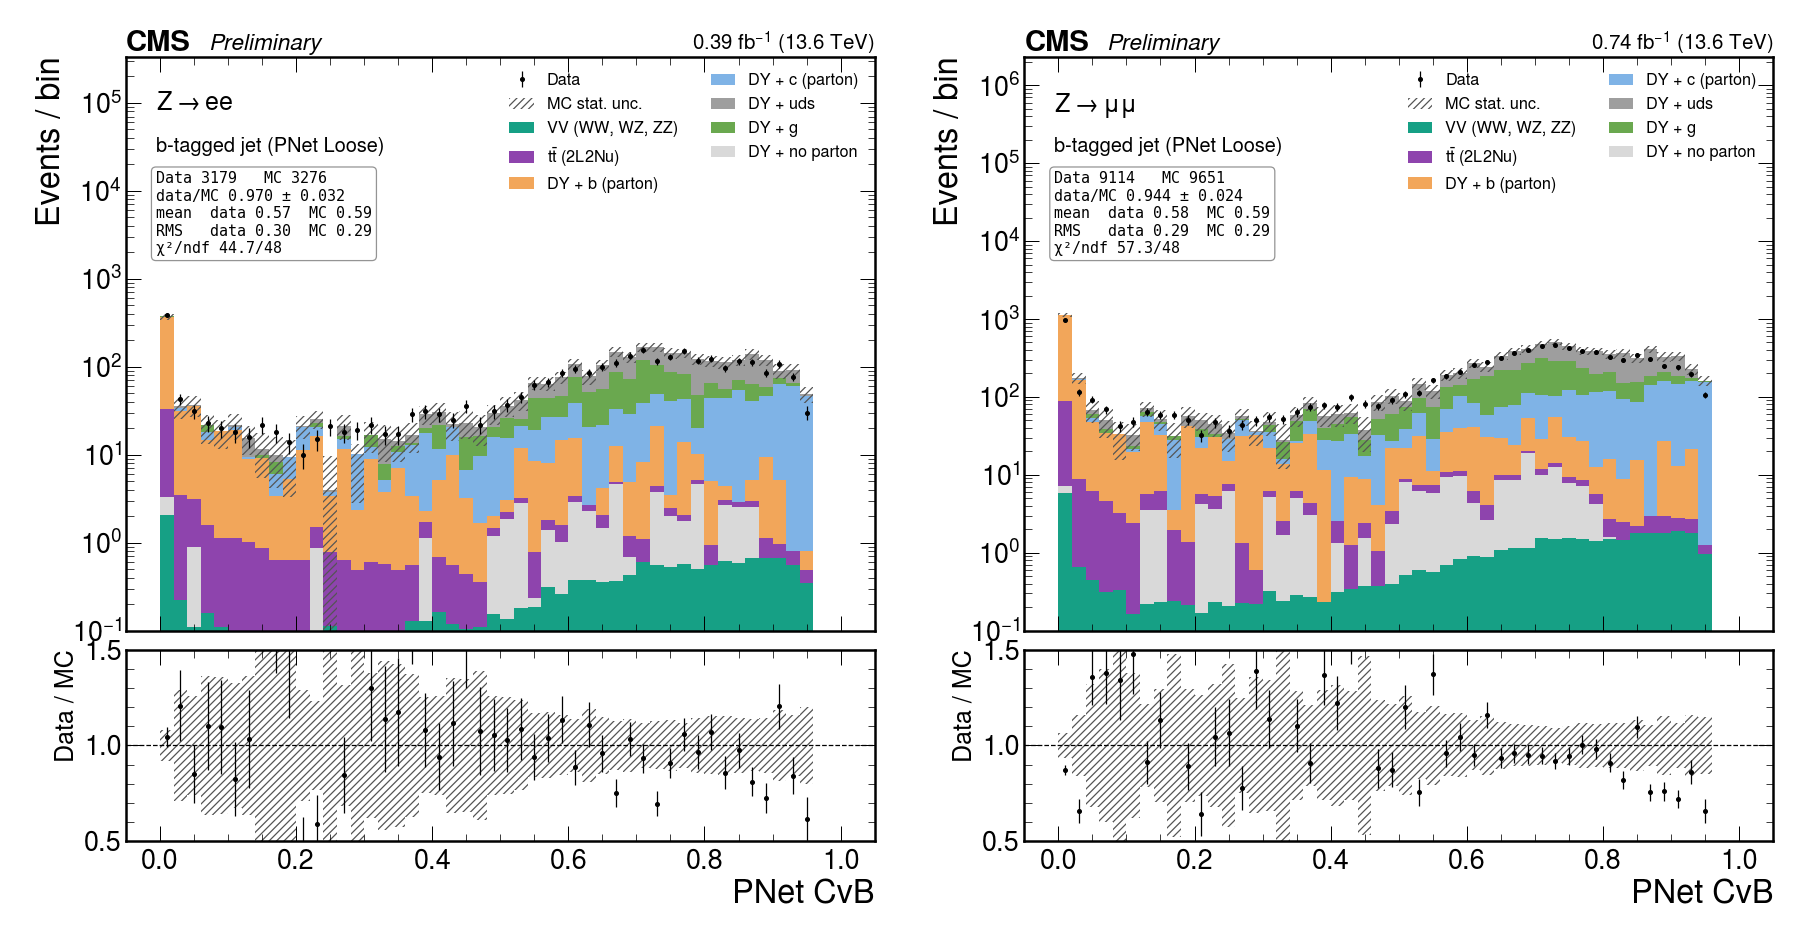 CMS Preliminary 0.39 fb⁻¹ (13.6 TeV)
Events / bin
10⁵
10⁴
10³
10²
10¹
10⁰
10⁻¹
Z → ee
b-tagged jet (PNet Loose)
Data 3179 MC 3276
data/MC 0.970 ± 0.032
mean data 0.57 MC 0.59
RMS data 0.30 MC 0.29
χ²/ndf 44.7/48
Data
MC stat. unc.
VV (WW, WZ, ZZ)
tt̄ (2L2Nu)
DY + b (parton)
DY + c (parton)
DY + uds
DY + g
DY + no parton
Data / MC
1.5
1.0
0.5
0.0 0.2 0.4 0.6 0.8 1.0
PNet CvB
CMS Preliminary 0.74 fb⁻¹ (13.6 TeV)
Events / bin
10⁶
10⁵
10⁴
10³
10²
10¹
10⁰
10⁻¹
Z → μμ
b-tagged jet (PNet Loose)
Data 9114 MC 9651
data/MC 0.944 ± 0.024
mean data 0.58 MC 0.59
RMS data 0.29 MC 0.29
χ²/ndf 57.3/48
Data
MC stat. unc.
VV (WW, WZ, ZZ)
tt̄ (2L2Nu)
DY + b (parton)
DY + c (parton)
DY + uds
DY + g
DY + no parton
Data / MC
1.5
1.0
0.5
0.0 0.2 0.4 0.6 0.8 1.0
PNet CvB